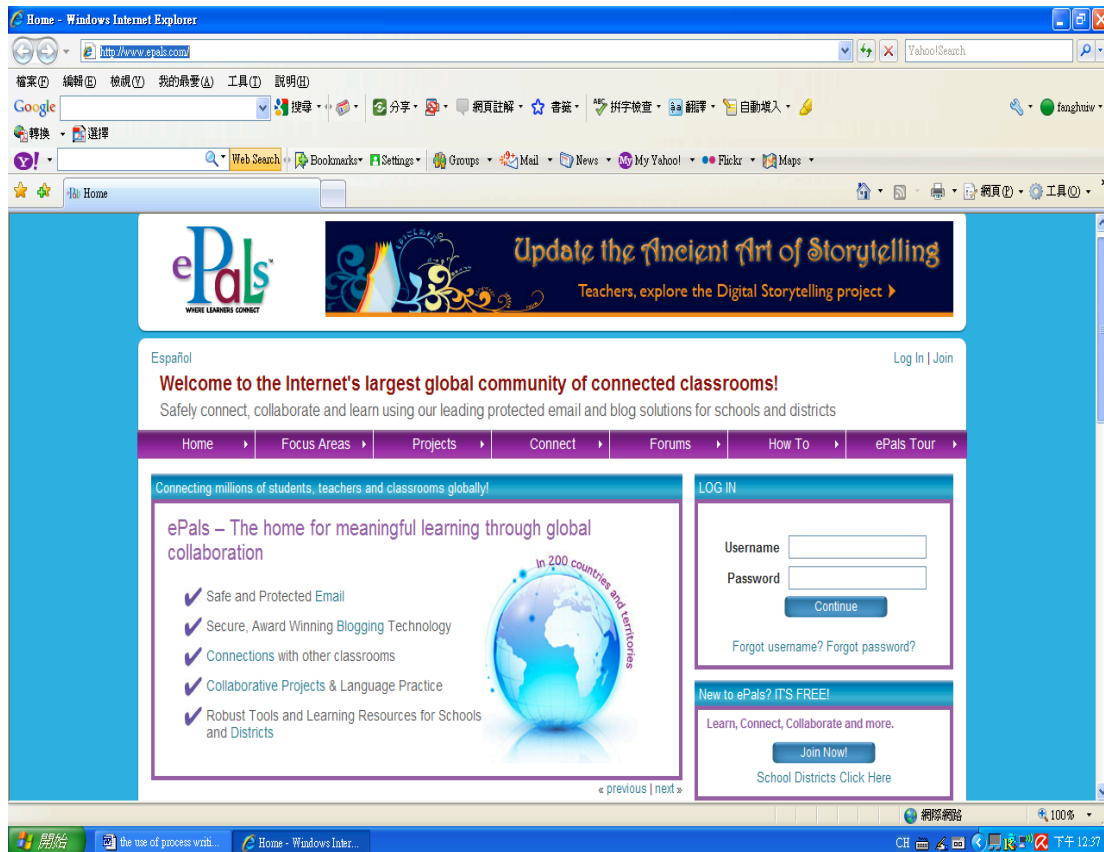 Home - Windows Internet Explorer
http://www.epals.com/
Yahoo! Search
檔案(F) 編輯(E) 檢視(V) 我的最愛(A) 工具(T) 說明(H)
Google 搜尋 分享 網頁註解 書籤 拼字檢查 翻譯 自動填入 fanghuiw
轉換 選擇
Y! Web Search Bookmarks Settings Groups Mail News My Yahoo! Flickr Maps
Home 網頁(P) 工具(O)
ePals™
WHERE LEARNERS CONNECT
Update the Ancient Art of Storytelling
Teachers, explore the Digital Storytelling project
Español
Log In | Join
Welcome to the Internet's largest global community of connected classrooms!
Safely connect, collaborate and learn using our leading protected email and blog solutions for schools and districts
Home Focus Areas Projects Connect Forums How To ePals Tour
Connecting millions of students, teachers and classrooms globally!
ePals – The home for meaningful learning through global
collaboration
In 200 countries and territories
Safe and Protected Email
Secure, Award Winning Blogging Technology
Connections with other classrooms
Collaborative Projects & Language Practice
Robust Tools and Learning Resources for Schools
and Districts
« previous | next »
LOG IN
Username
Password
Continue
Forgot username? Forgot password?
New to ePals? IT'S FREE!
Learn, Connect, Collaborate and more.
Join Now!
School Districts Click Here
網際網路 100%
開始 the use of process writi... Home - Windows Inter... CH 下午 12:37